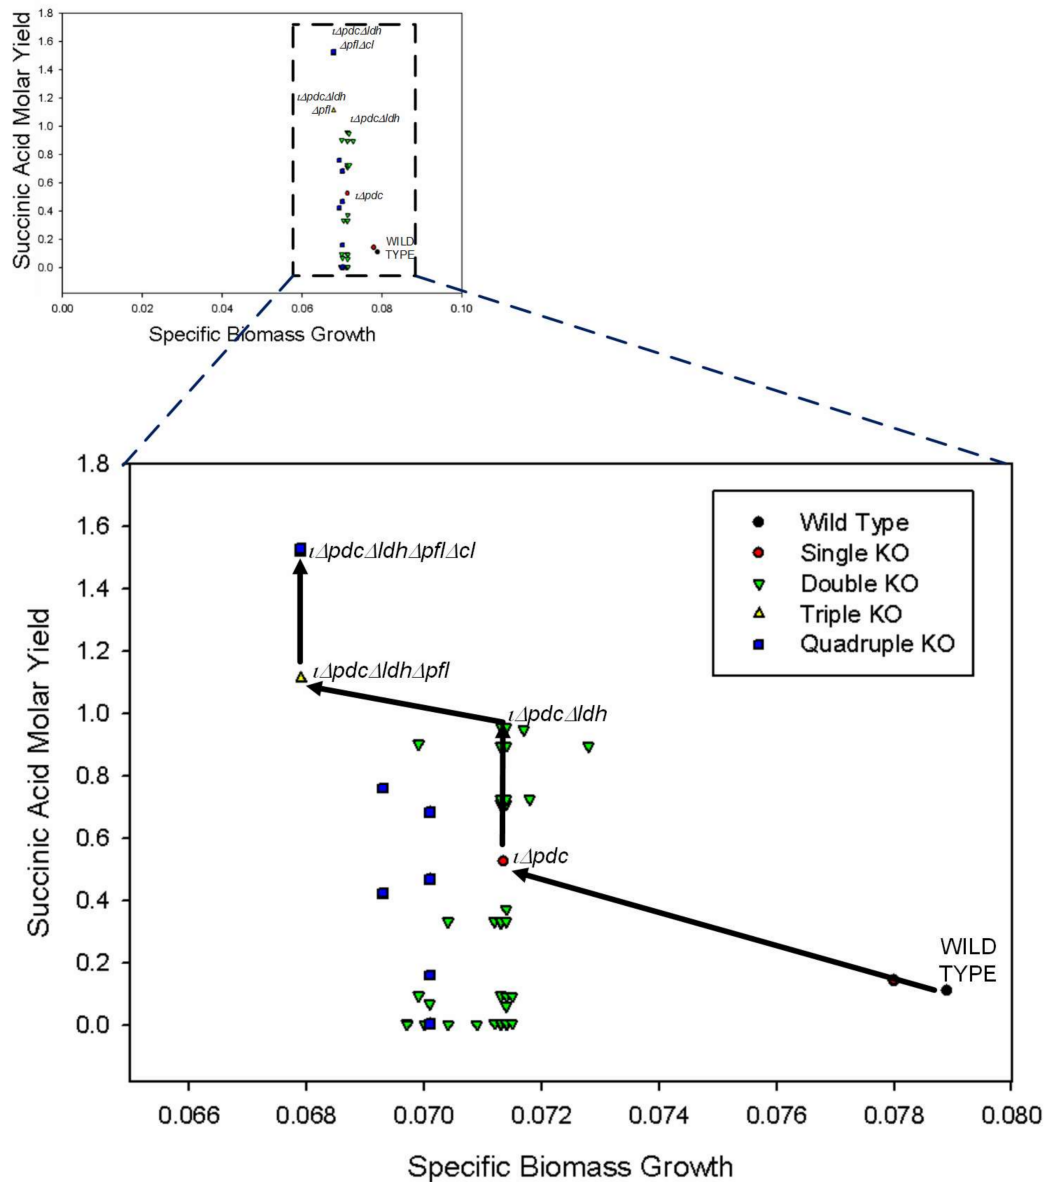 1.8
1.6
1.4
1.2
1.0
0.8
0.6
0.4
0.2
0.0
Succinic Acid Molar Yield
ιΔpdcΔldh
ΔpflΔcl
ιΔpdcΔldh
Δpfl
ιΔpdcΔldh
ιΔpdc
WILD
TYPE
0.00 0.02 0.04 0.06 0.08 0.10
Specific Biomass Growth
1.8
1.6
1.4
1.2
1.0
0.8
0.6
0.4
0.2
0.0
Succinic Acid Molar Yield
Wild Type
Single KO
Double KO
Triple KO
Quadruple KO
ιΔpdcΔldhΔpflΔcl
ιΔpdcΔldhΔpfl
ιΔpdcΔldh
ιΔpdc
WILD
TYPE
0.066 0.068 0.070 0.072 0.074 0.076 0.078 0.080
Specific Biomass Growth